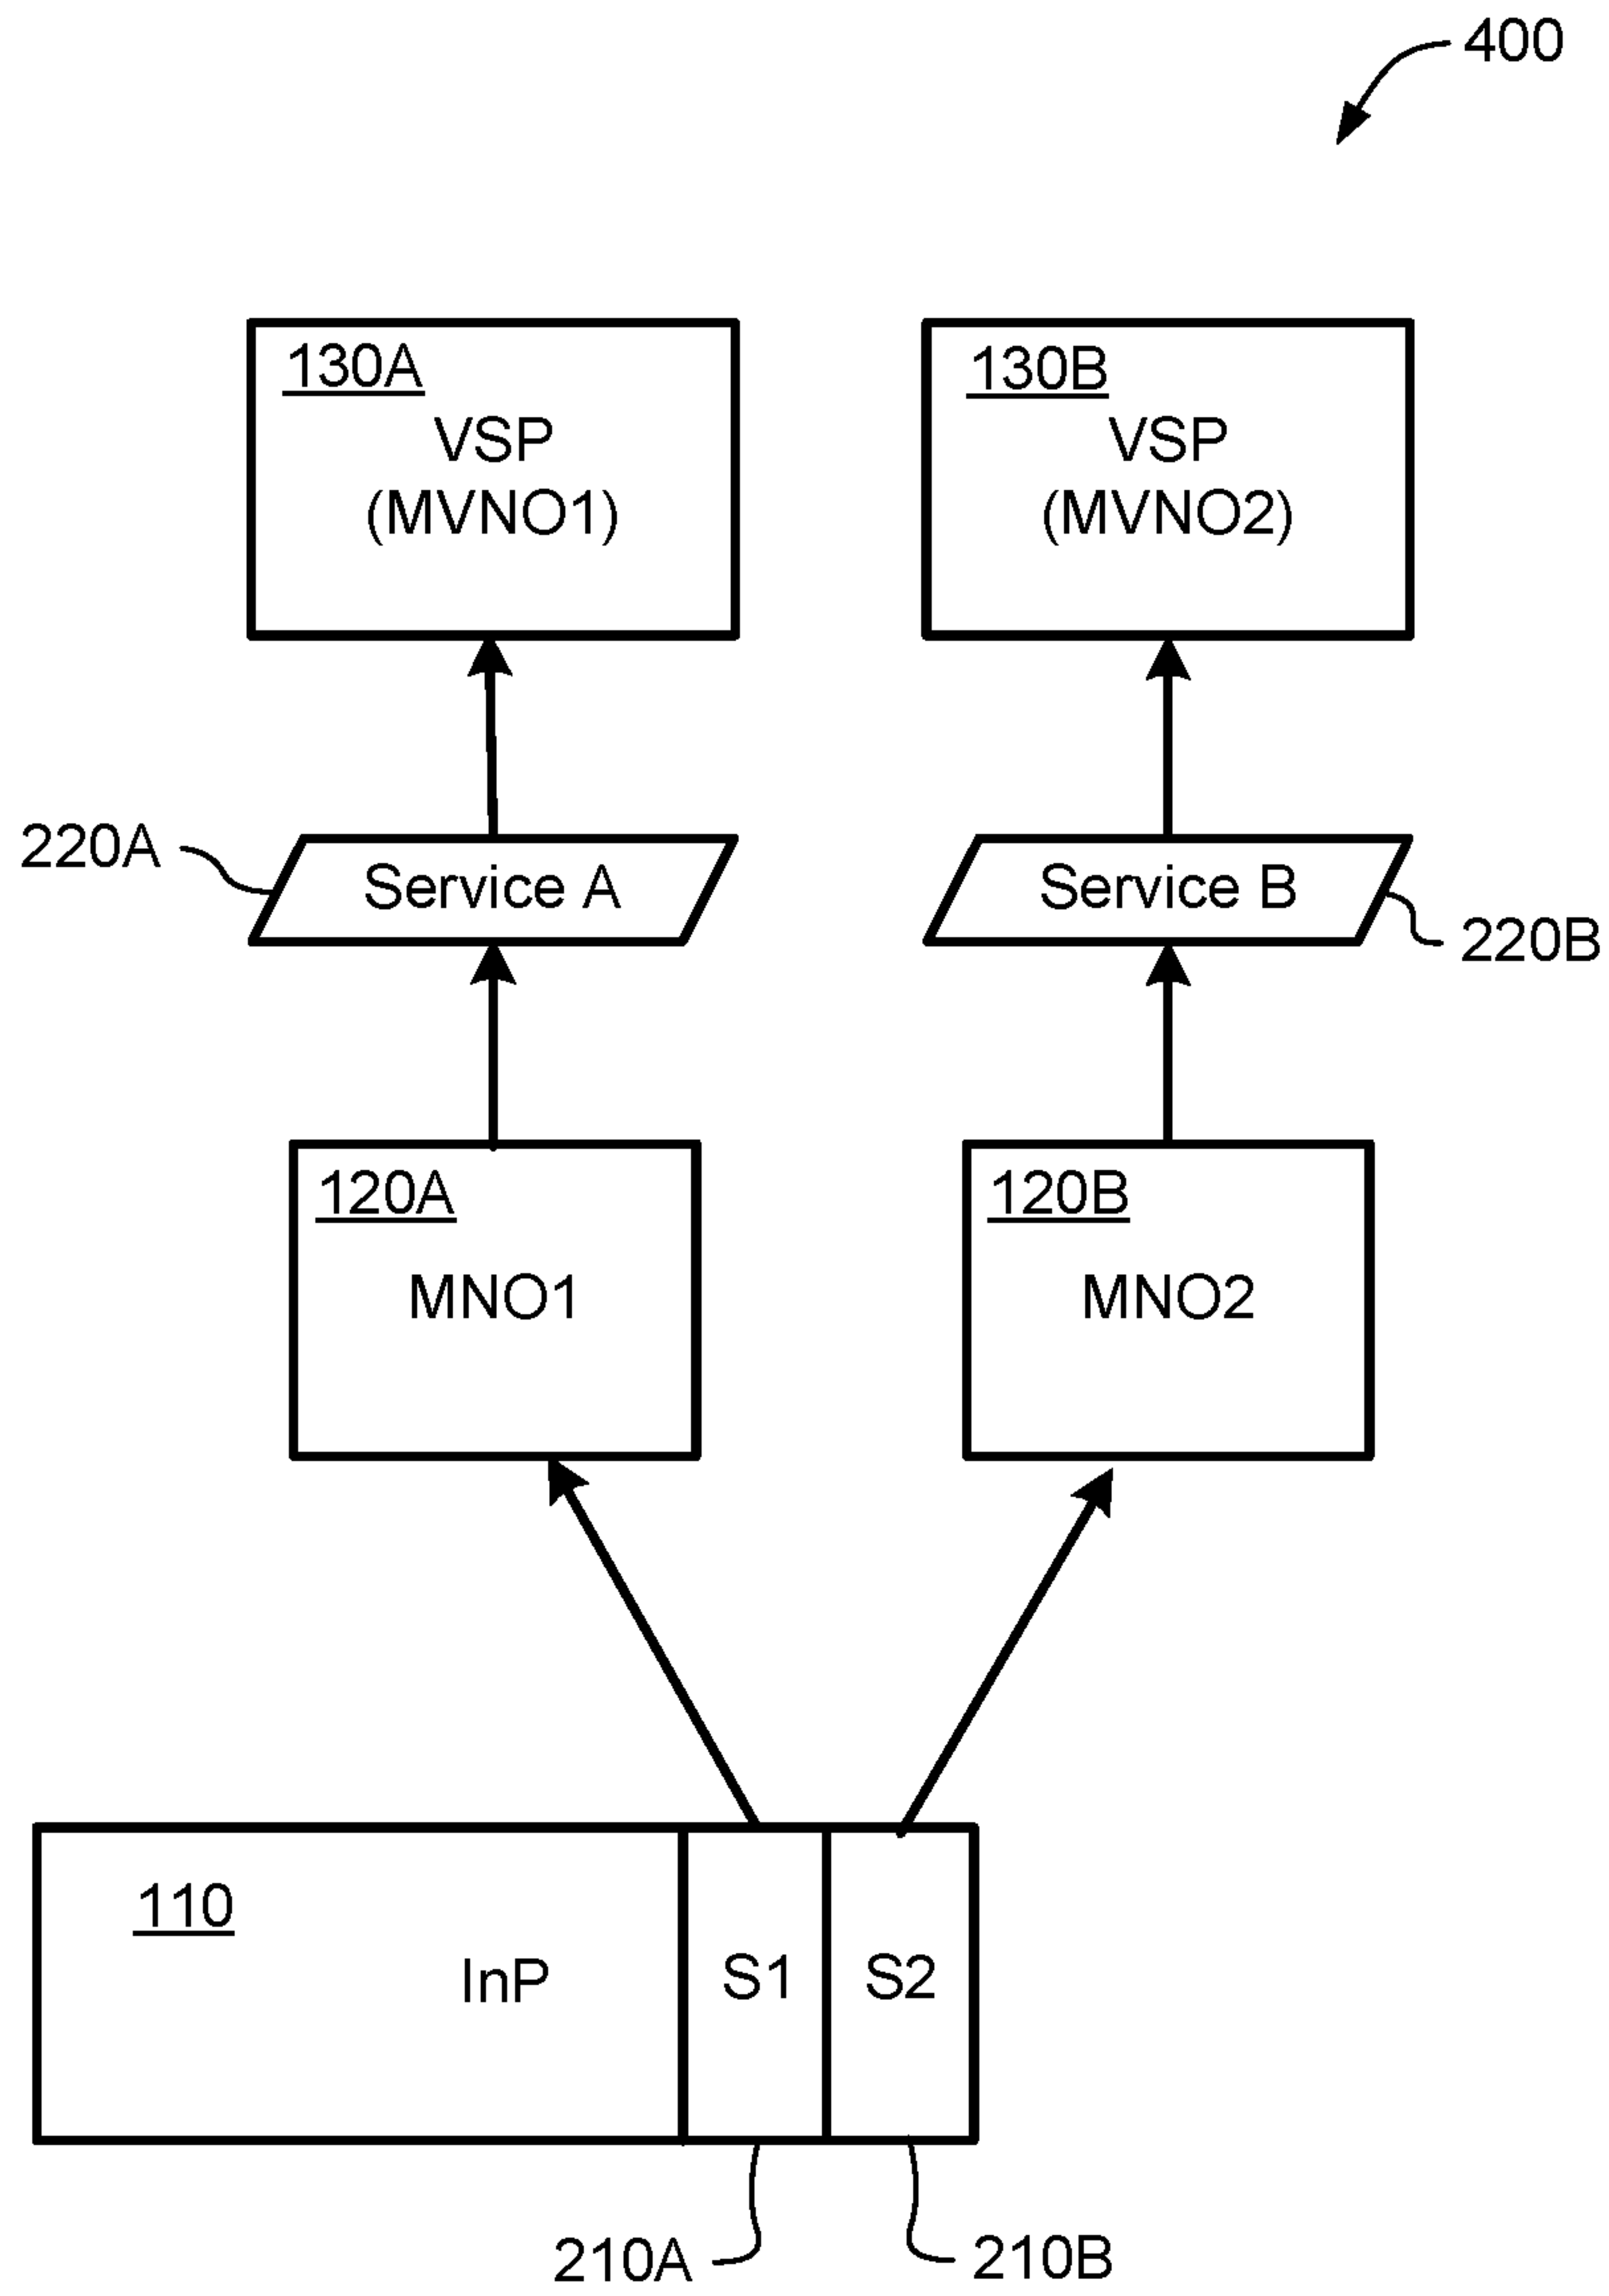 400
130A
VSP
(MVNO1)
130B
VSP
(MVNO2)
220A
Service A
Service B
220B
120A
MNO1
120B
MNO2
110
InP
S1
S2
210A
210B